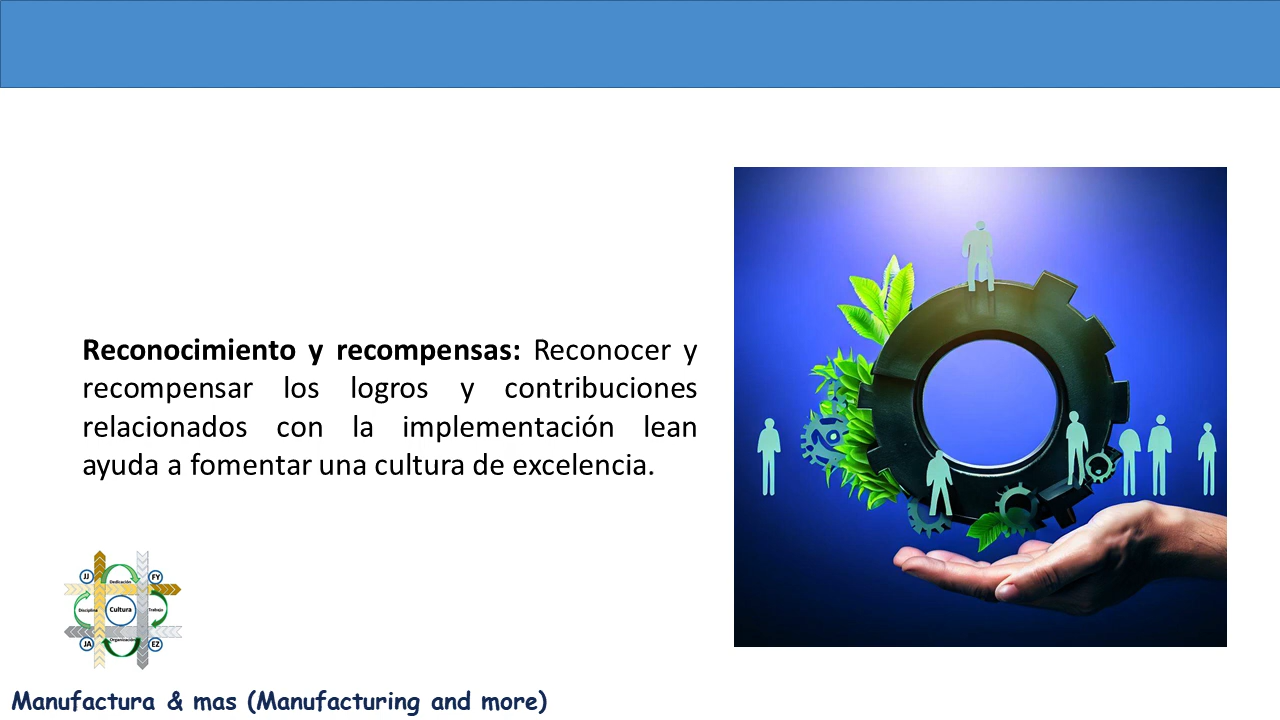 Reconocimiento y recompensas: Reconocer y
recompensar los logros y contribuciones
relacionados con la implementación lean
ayuda a fomentar una cultura de excelencia.
JJ
Dedicación
FY
Disciplina
Cultura
Trabajo
JA
Organización
EZ
Manufactura & mas (Manufacturing and more)